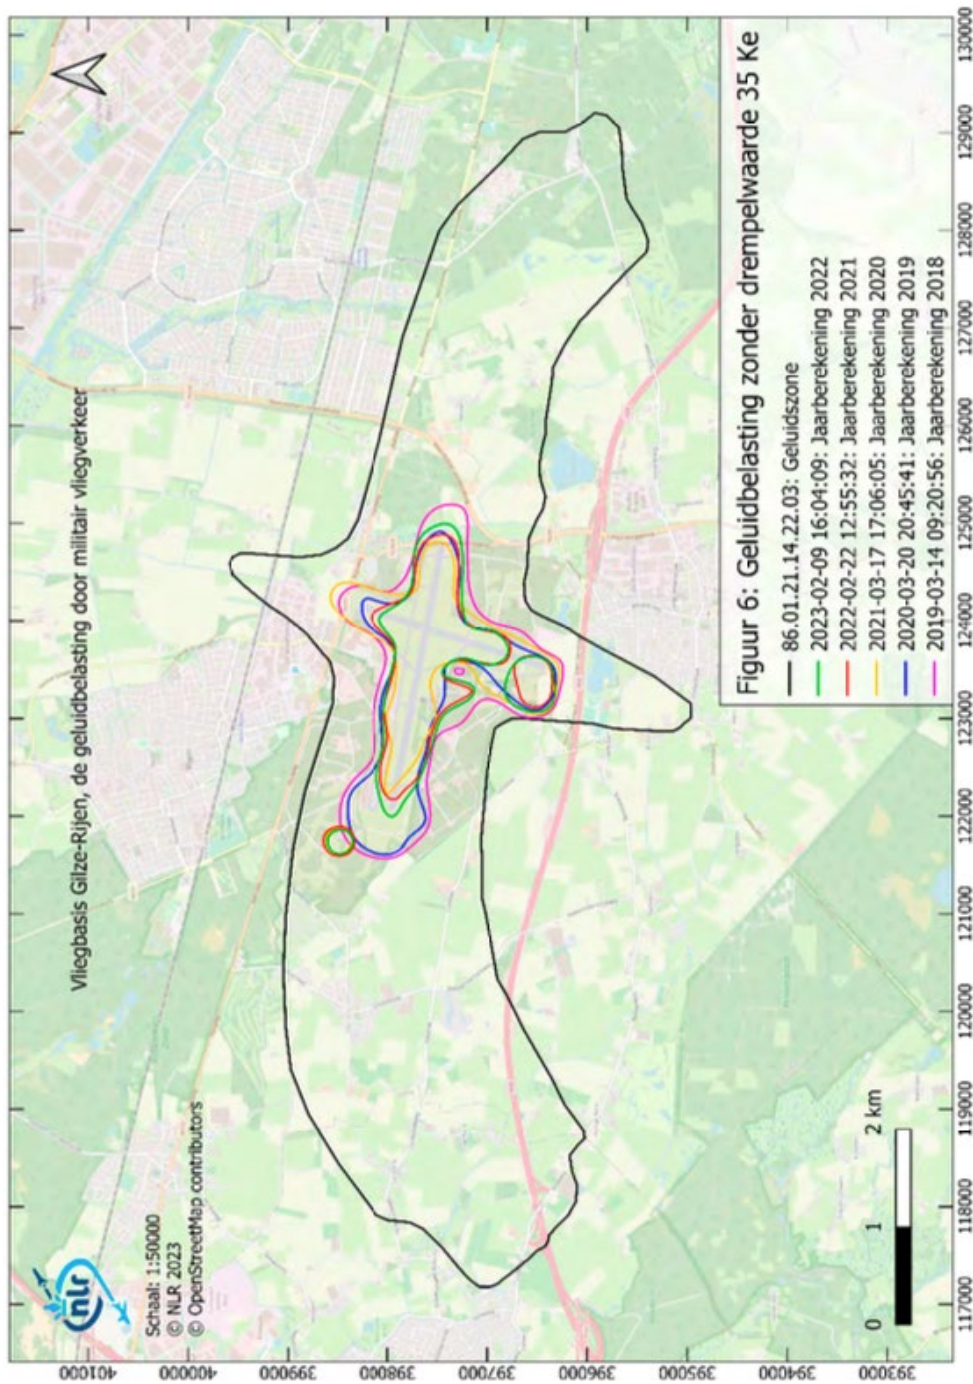 Vliegbasis Gilze-Rijen, de geluidbelasting door militair vliegverkeer
nlr
Schaal: 1:50000
© NLR 2023
© OpenStreetMap contributors
401000
400000
399000
398000
397000
396000
395000
394000
393000
0 1 2 km
Figuur 6: Geluidbelasting zonder drempelwaarde 35 Ke
86.01.21.14.22.03: Geluidszone
2023-02-09 16:04:09: Jaarberekening 2022
2022-02-22 12:55:32: Jaarberekening 2021
2021-03-17 17:06:05: Jaarberekening 2020
2020-03-20 20:45:41: Jaarberekening 2019
2019-03-14 09:20:56: Jaarberekening 2018
117000 118000 119000 120000 121000 122000 123000 124000 125000 126000 127000 128000 129000 130000